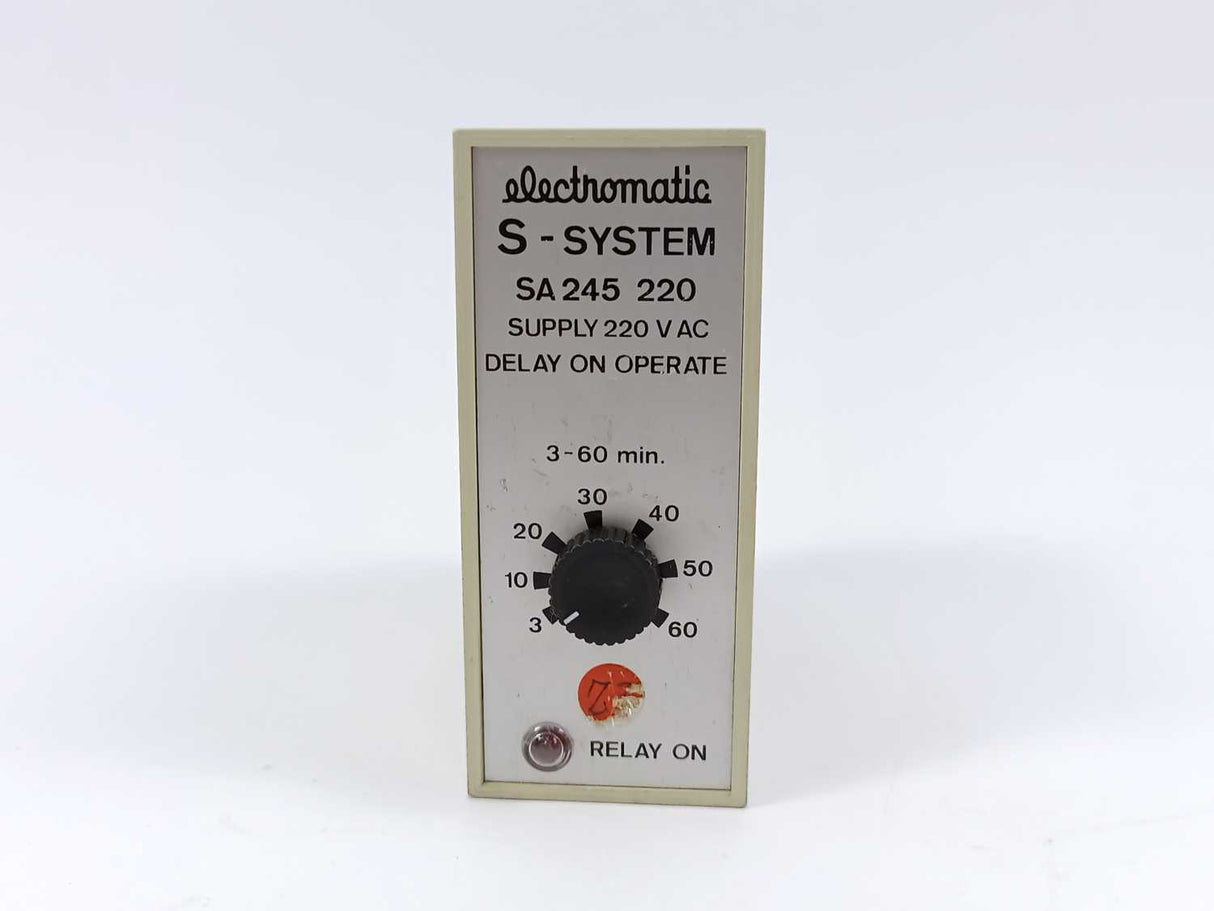 electromatic
S - SYSTEM
SA 245 220
SUPPLY 220 V AC
DELAY ON OPERATE
3-60 min.
30
40
20
50
10
3
60
RELAY ON